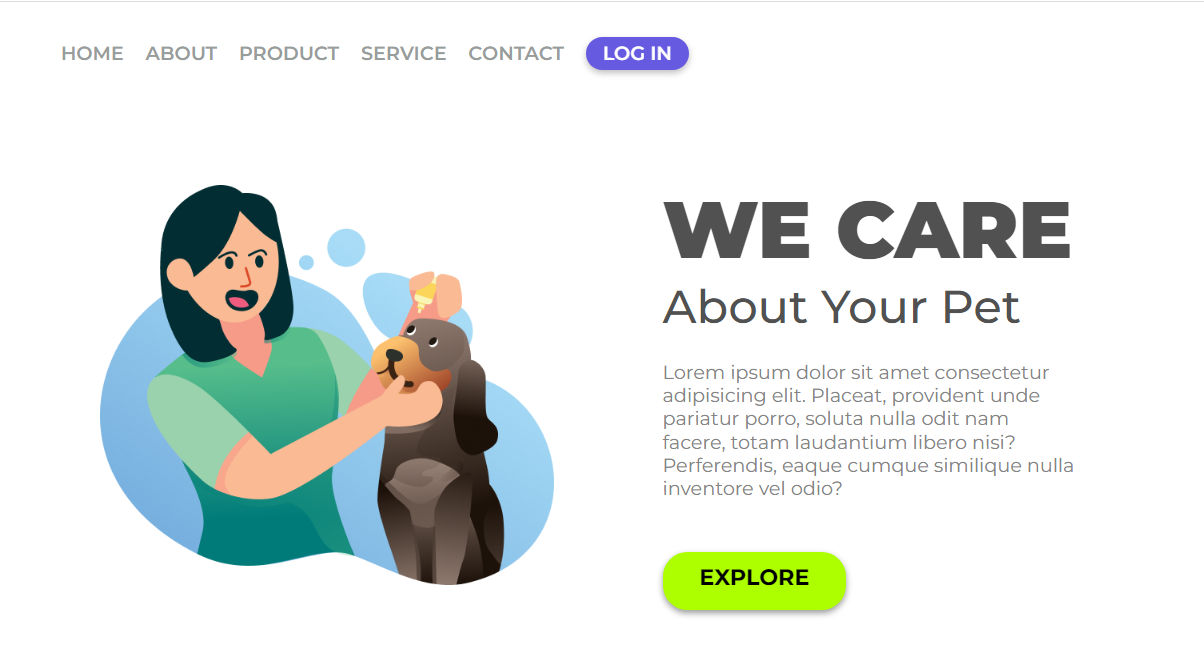 HOME ABOUT PRODUCT SERVICE CONTACT LOG IN
WE CARE
About Your Pet
Lorem ipsum dolor sit amet consectetur
adipisicing elit. Placeat, provident unde
pariatur porro, soluta nulla odit nam
facere, totam laudantium libero nisi?
Perferendis, eaque cumque similique nulla
inventore vel odio?
EXPLORE